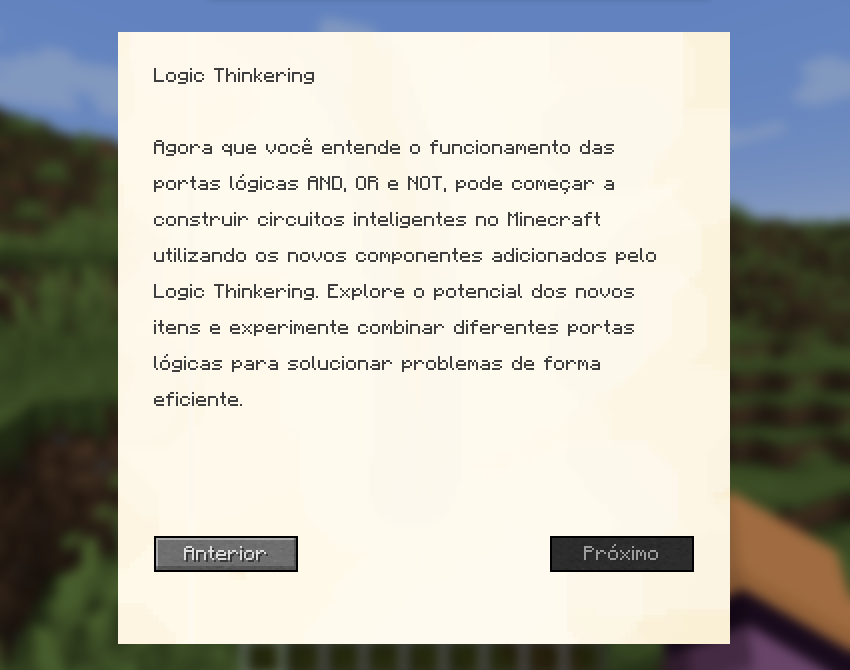 Logic Thinkering
Agora que você entende o funcionamento das
portas lógicas AND, OR e NOT, pode começar a
construir circuitos inteligentes no Minecraft
utilizando os novos componentes adicionados pelo
Logic Thinkering. Explore o potencial dos novos
itens e experimente combinar diferentes portas
lógicas para solucionar problemas de forma
eficiente.
Anterior
Próximo